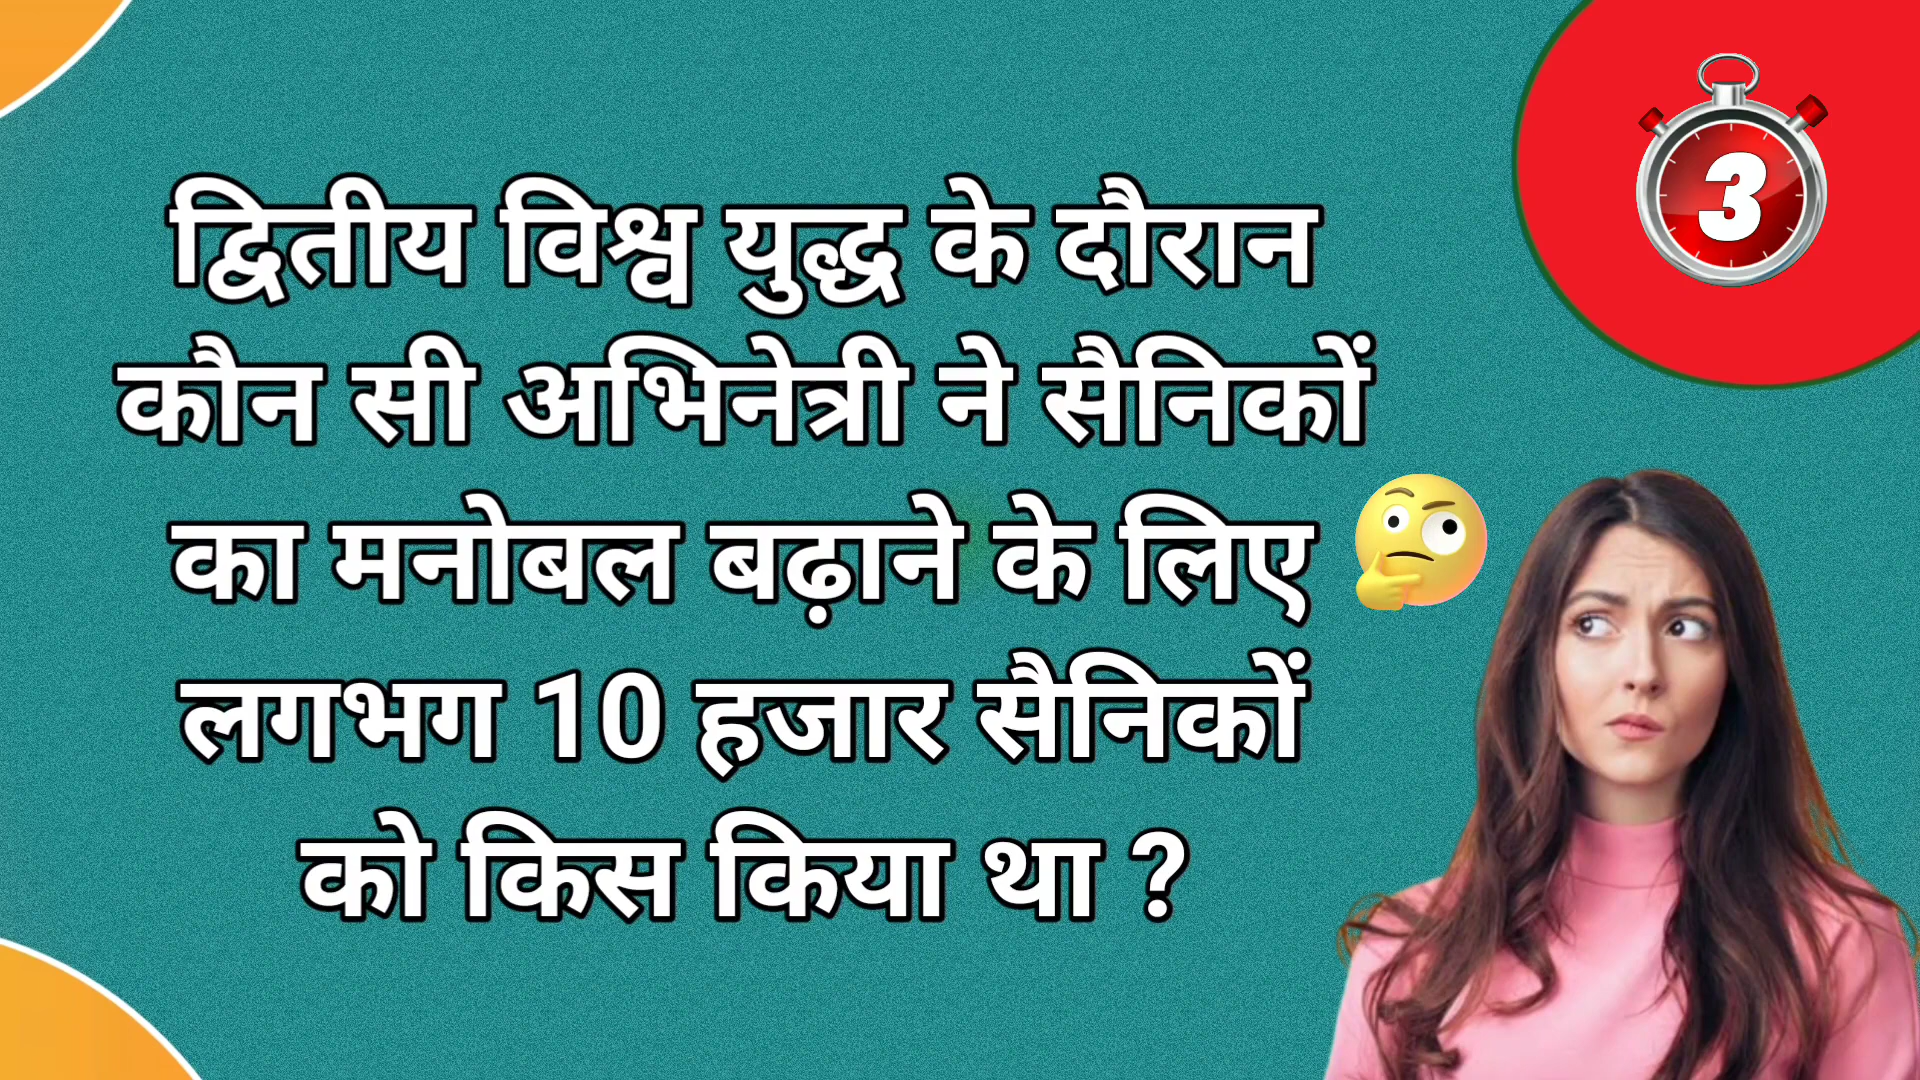 3
द्वितीय विश्व युद्ध के दौरान
कौन सी अभिनेत्री ने सैनिकों
का मनोबल बढ़ाने के लिए
लगभग 10 हजार सैनिकों
को किस किया था ?